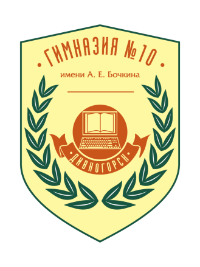 • ГИМНАЗИЯ №10 •
имени А. Е. Бочкина
• ДИВНОГОРСК •